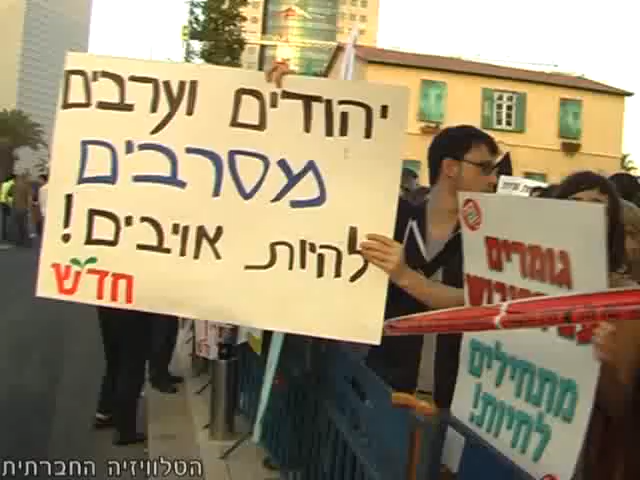 יהודים וערבים
מסרבים
להיות אויבים!
חד"ש
גומרים
מתחילים
לחיות!
הטלוויזיה החברתית